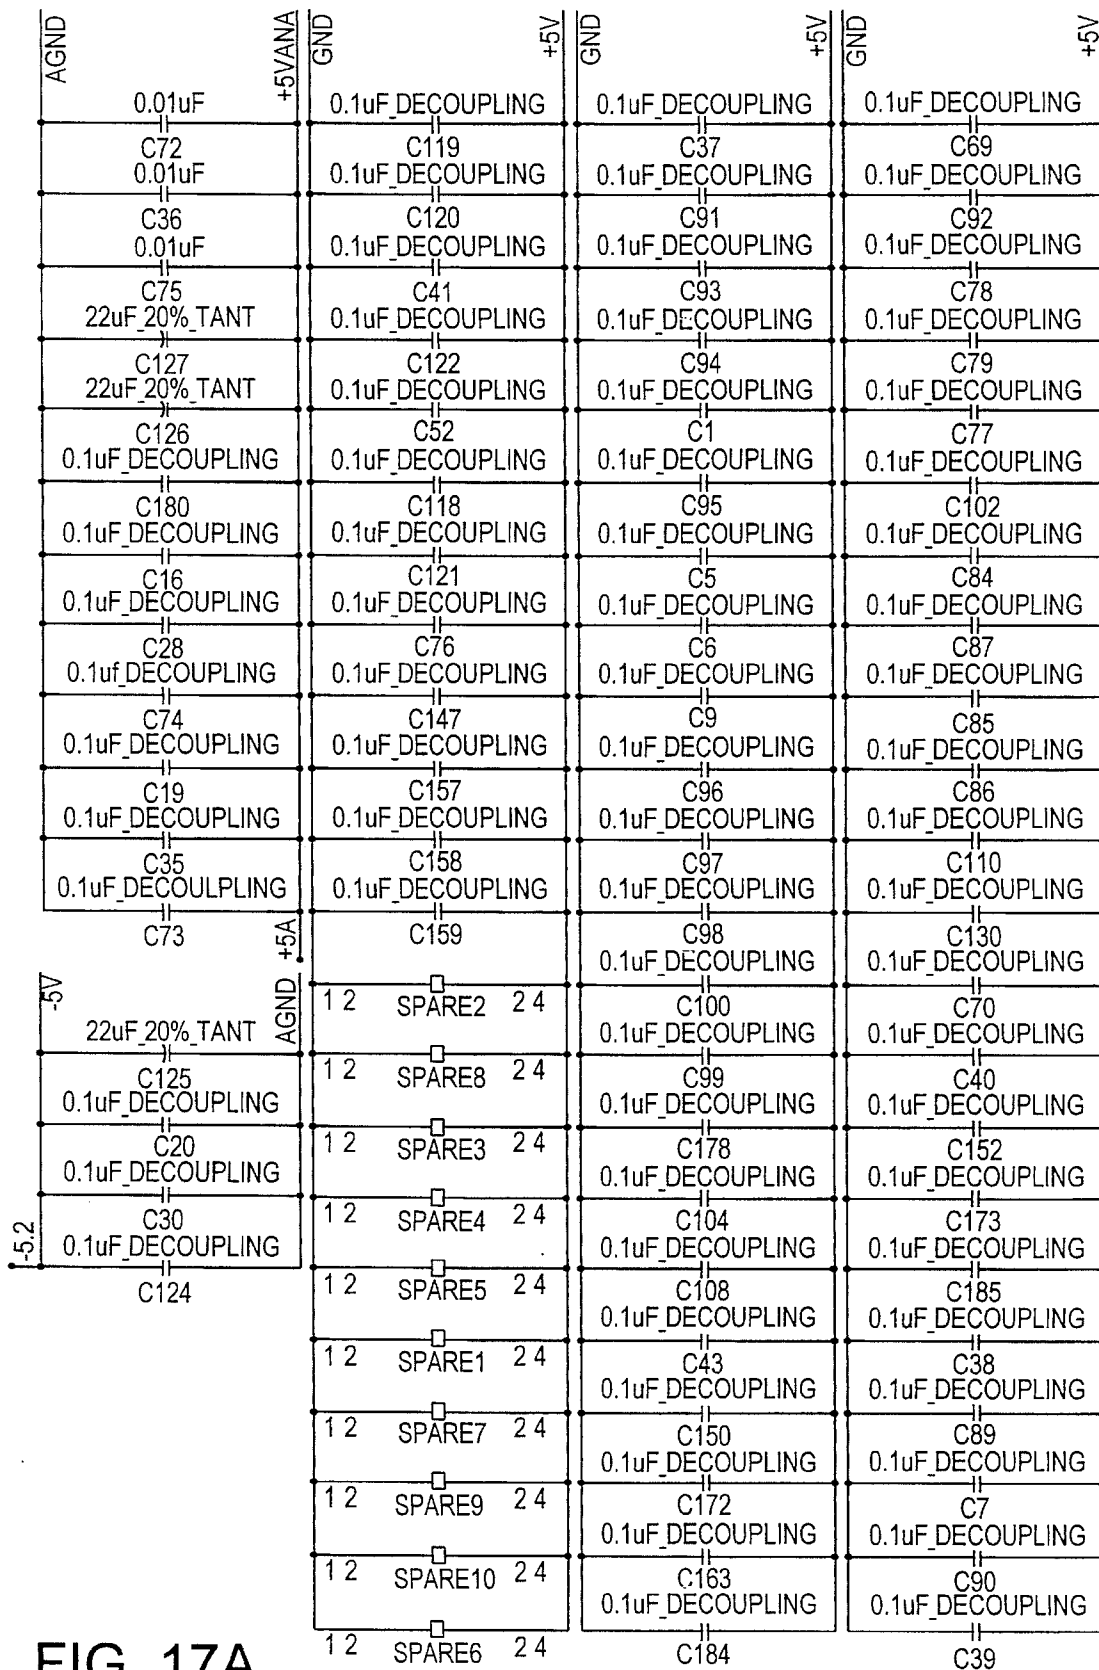 AGND
+5VANA
0.01uF
C72
0.01uF
C36
0.01uF
C75
22uF_20%_TANT
C127
22uF_20%_TANT
C126
0.1uF_DECOUPLING
C180
0.1uF_DECOUPLING
C16
0.1uF_DECOUPLING
C28
0.1uf_DECOUPLING
C74
0.1uF_DECOUPLING
C19
0.1uF_DECOUPLING
C35
0.1uF_DECOULPLING
C73
+5A
-5V
AGND
22uF_20%_TANT
C125
0.1uF_DECOUPLING
C20
0.1uF_DECOUPLING
C30
0.1uF_DECOUPLING
C124
-5.2
GND
+5V
0.1uF_DECOUPLING
C119
0.1uF_DECOUPLING
C120
0.1uF_DECOUPLING
C41
0.1uF_DECOUPLING
C122
0.1uF_DECOUPLING
C52
0.1uF_DECOUPLING
C118
0.1uF_DECOUPLING
C121
0.1uF_DECOUPLING
C76
0.1uF_DECOUPLING
C147
0.1uF_DECOUPLING
C157
0.1uF_DECOUPLING
C158
0.1uF_DECOUPLING
C159
1 2 SPARE2 2 4
1 2 SPARE8 2 4
1 2 SPARE3 2 4
1 2 SPARE4 2 4
1 2 SPARE5 2 4
1 2 SPARE1 2 4
1 2 SPARE7 2 4
1 2 SPARE9 2 4
1 2 SPARE10 2 4
1 2 SPARE6 2 4
GND
+5V
0.1uF_DECOUPLING
C37
0.1uF_DECOUPLING
C91
0.1uF_DECOUPLING
C93
0.1uF_DECOUPLING
C94
0.1uF_DECOUPLING
C1
0.1uF_DECOUPLING
C95
0.1uF_DECOUPLING
C5
0.1uF_DECOUPLING
C6
0.1uF_DECOUPLING
C9
0.1uF_DECOUPLING
C96
0.1uF_DECOUPLING
C97
0.1uF_DECOUPLING
C98
0.1uF_DECOUPLING
C100
0.1uF_DECOUPLING
C99
0.1uF_DECOUPLING
C178
0.1uF_DECOUPLING
C104
0.1uF_DECOUPLING
C108
0.1uF_DECOUPLING
C43
0.1uF_DECOUPLING
C150
0.1uF_DECOUPLING
C172
0.1uF_DECOUPLING
C163
0.1uF_DECOUPLING
C184
GND
+5V
0.1uF_DECOUPLING
C69
0.1uF_DECOUPLING
C92
0.1uF_DECOUPLING
C78
0.1uF_DECOUPLING
C79
0.1uF_DECOUPLING
C77
0.1uF_DECOUPLING
C102
0.1uF_DECOUPLING
C84
0.1uF_DECOUPLING
C87
0.1uF_DECOUPLING
C85
0.1uF_DECOUPLING
C86
0.1uF_DECOUPLING
C110
0.1uF_DECOUPLING
C130
0.1uF_DECOUPLING
C70
0.1uF_DECOUPLING
C40
0.1uF_DECOUPLING
C152
0.1uF_DECOUPLING
C173
0.1uF_DECOUPLING
C185
0.1uF_DECOUPLING
C38
0.1uF_DECOUPLING
C89
0.1uF_DECOUPLING
C7
0.1uF_DECOUPLING
C90
0.1uF_DECOUPLING
C39
FIG. 17A